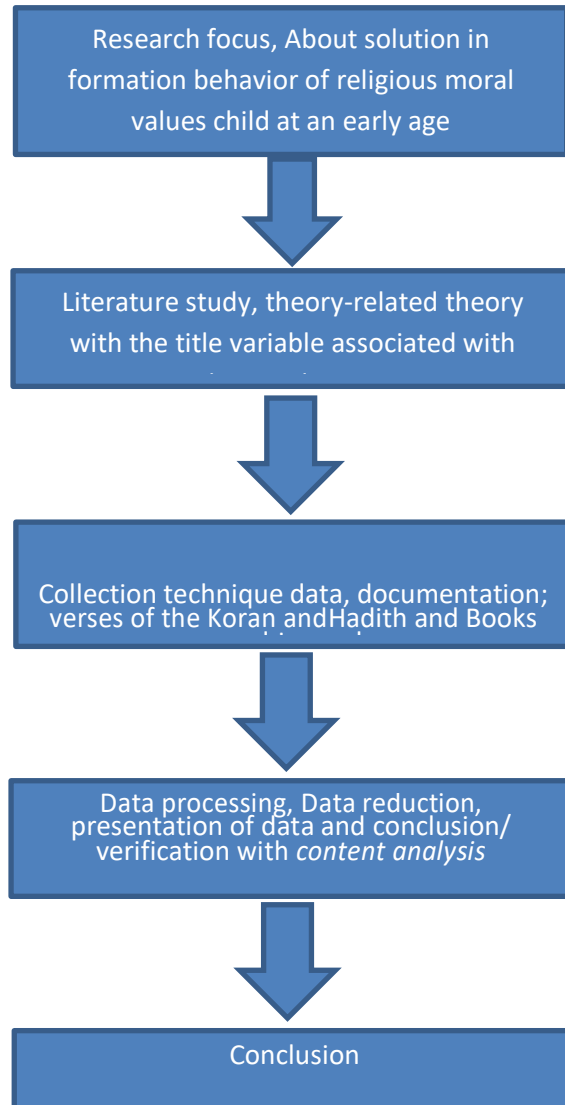 Research focus, About solution in
formation behavior of religious moral
values child at an early age
Literature study, theory-related theory
with the title variable associated with
Collection technique data, documentation;
verses of the Koran andHadith and Books
Data processing, Data reduction,
presentation of data and conclusion/
verification with content analysis
Conclusion